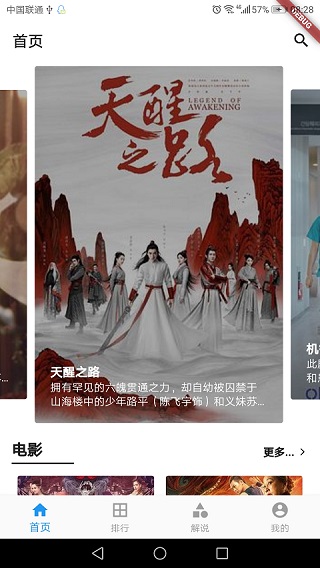 中国联通
57% 08:28
DEBUG
首页
天醒之路
LEGEND OF
AWAKENING
天醒之路
拥有罕见的六魄贯通之力，却自幼被囚禁于
山海楼中的少年路平（陈飞宇饰）和义妹苏...
电影
更多...
首页
排行
解说
我的